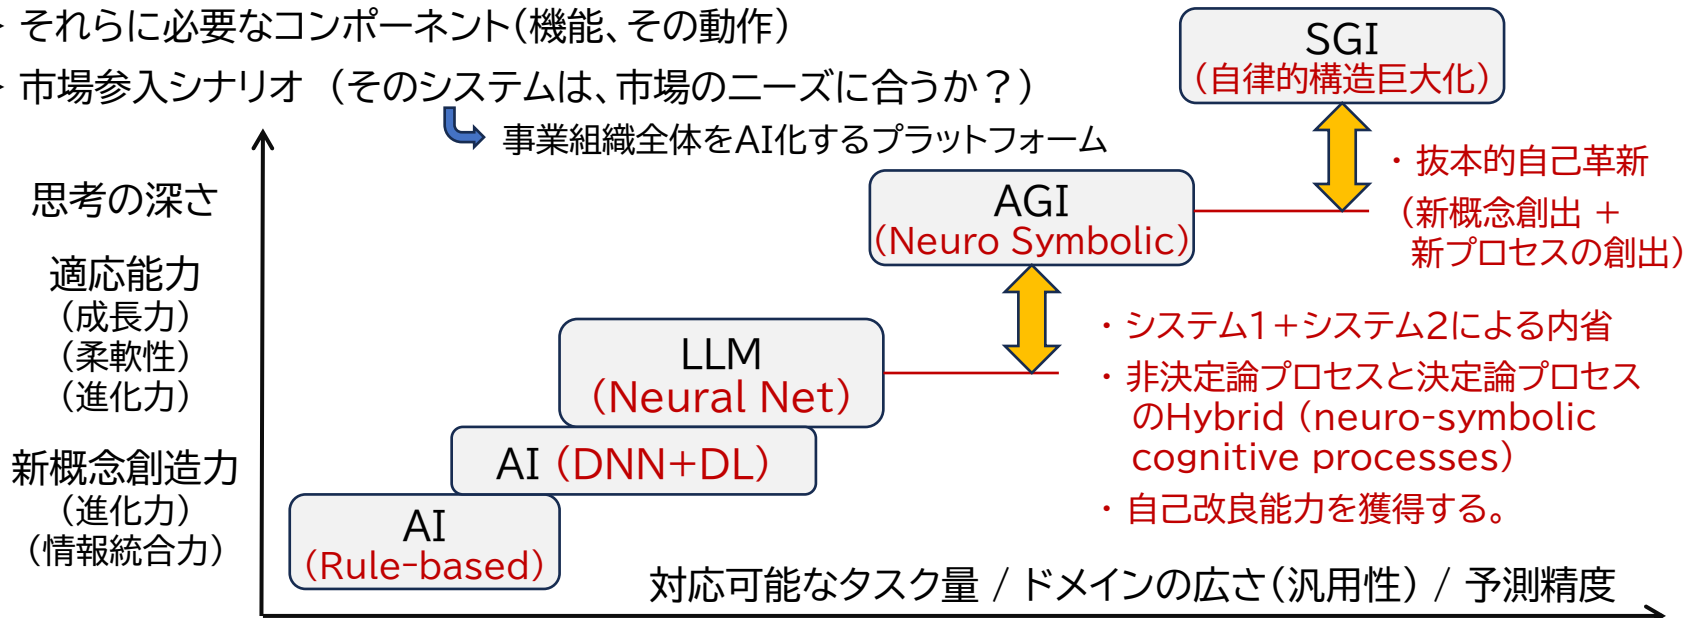 それらに必要なコンポーネント(機能、その動作)
市場参入シナリオ (そのシステムは、市場のニーズに合うか?)
事業組織全体をAI化するプラットフォーム
SGI
(自律的構造巨大化)
・抜本的自己革新
(新概念創出 +
新プロセスの創出)
AGI
(Neuro Symbolic)
・システム1+システム2による内省
・非決定論プロセスと決定論プロセス
のHybrid (neuro-symbolic
cognitive processes)
・自己改良能力を獲得する。
LLM
(Neural Net)
AI (DNN+DL)
AI
(Rule-based)
思考の深さ
適応能力
(成長力)
(柔軟性)
(進化力)
新概念創造力
(進化力)
(情報統合力)
対応可能なタスク量 / ドメインの広さ(汎用性) / 予測精度